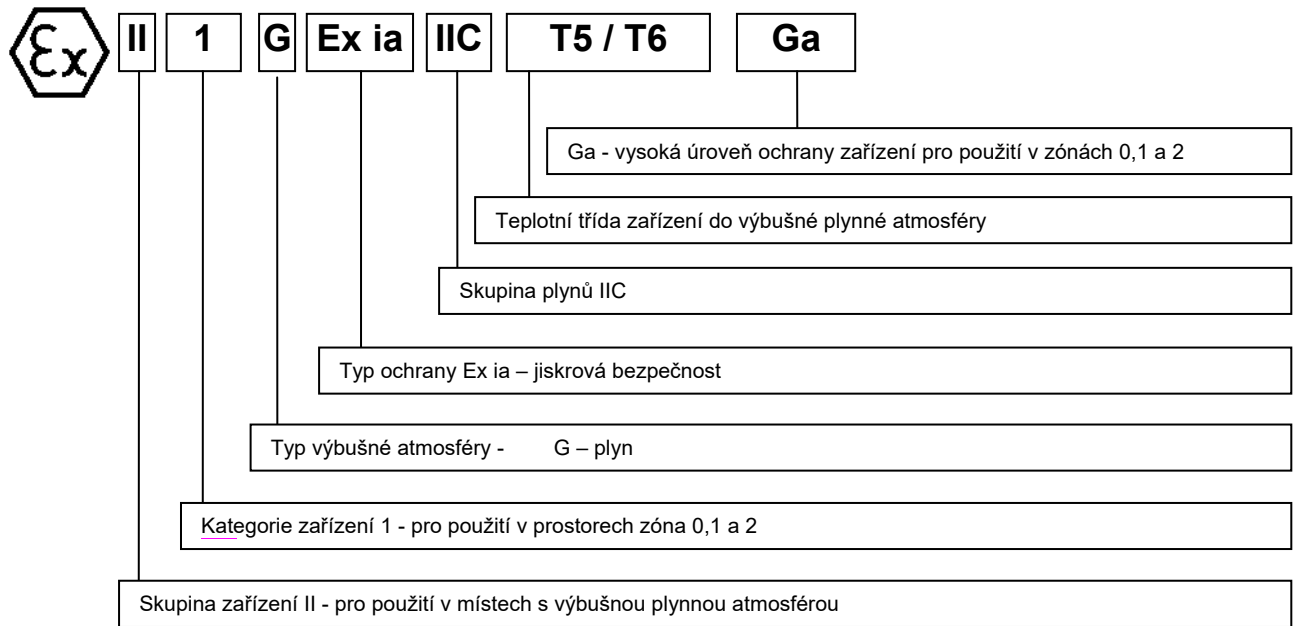 Ex II 1 G Ex ia IIC T5 / T6 Ga
Ga - vysoká úroveň ochrany zařízení pro použití v zónách 0,1 a 2
Teplotní třída zařízení do výbušné plynné atmosféry
Skupina plynů IIC
Typ ochrany Ex ia – jiskrová bezpečnost
Typ výbušné atmosféry - G – plyn
Kategorie zařízení 1 - pro použití v prostorech zóna 0,1 a 2
Skupina zařízení II - pro použití v místech s výbušnou plynnou atmosférou